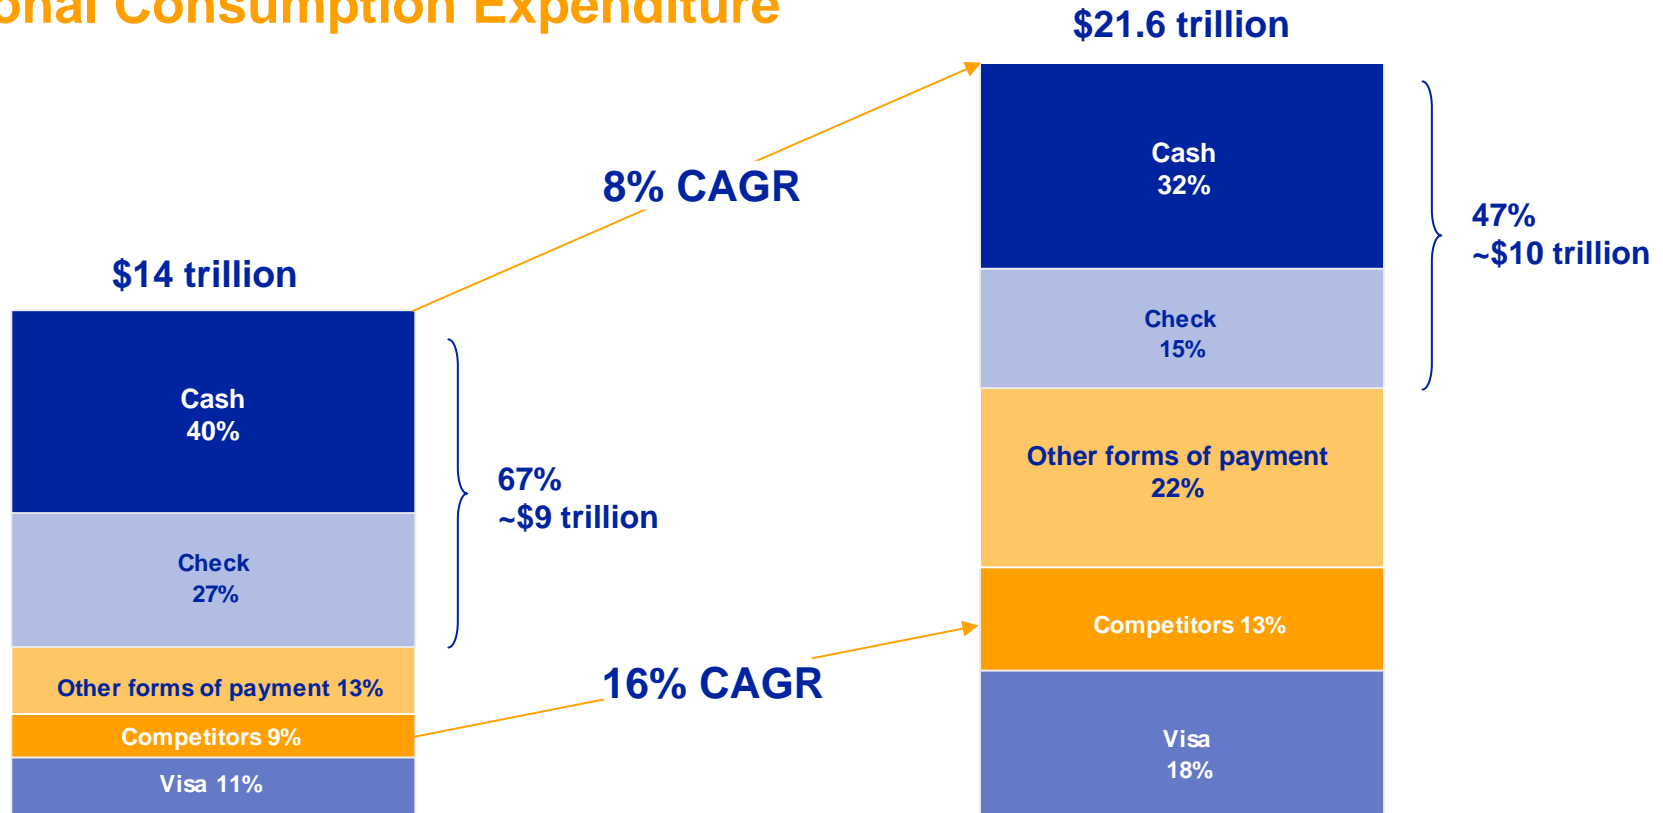 Consumption Expenditure
$21.6 trillion
Cash
32%
8% CAGR
47%
~$10 trillion
$14 trillion
Check
15%
Cash
40%
Other forms of payment
22%
67%
~$9 trillion
Check
27%
Competitors 13%
16% CAGR
Other forms of payment 13%
Competitors 9%
Visa
18%
Visa 11%